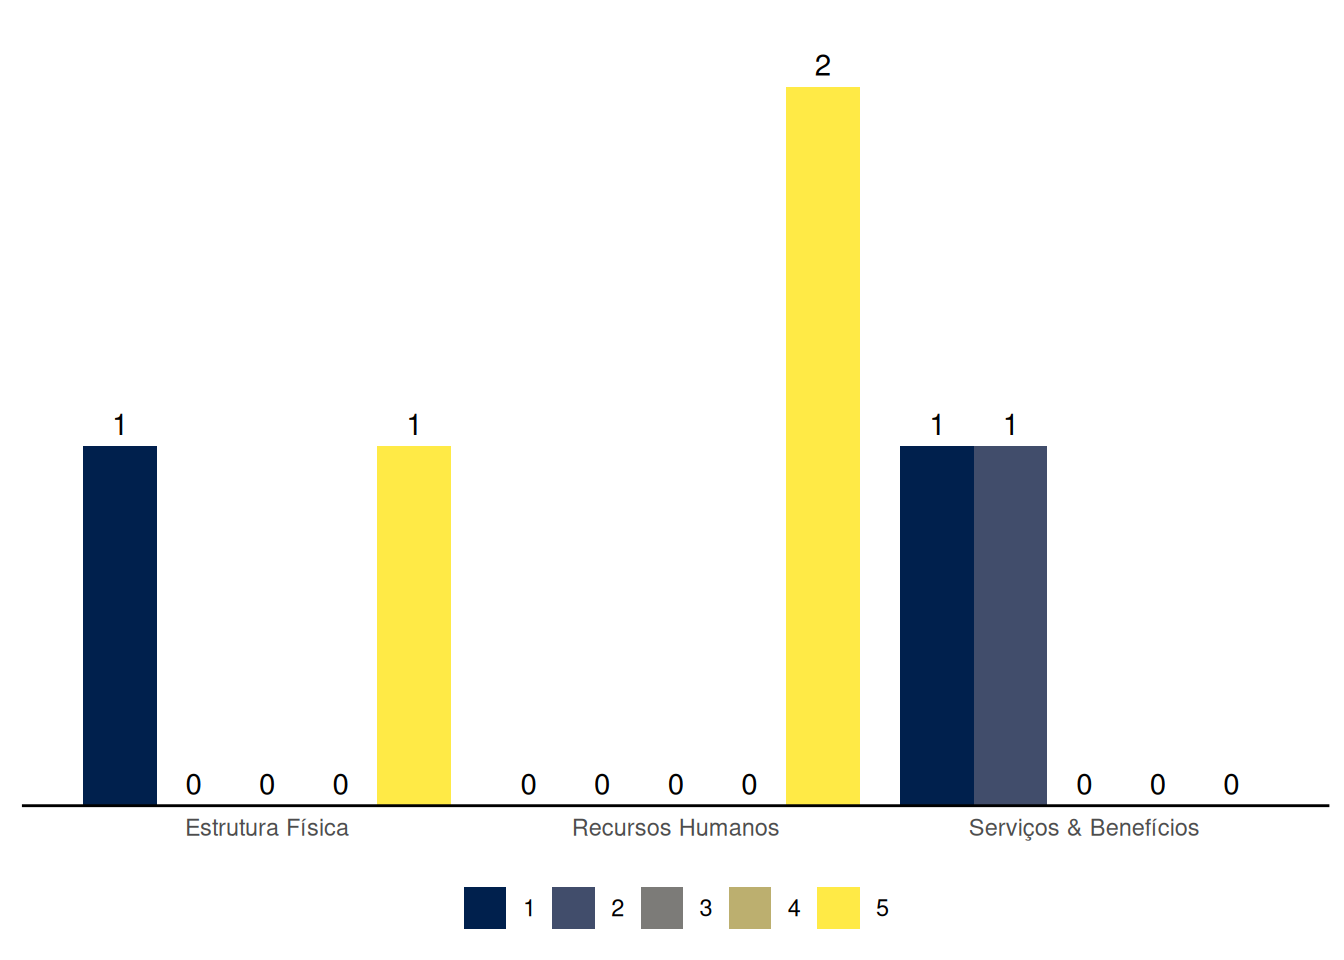 2
1 1 1 1
0 0 0 0 0 0 0 0 0 0
Estrutura Física Recursos Humanos Serviços & Benefícios
1 2 3 4 5